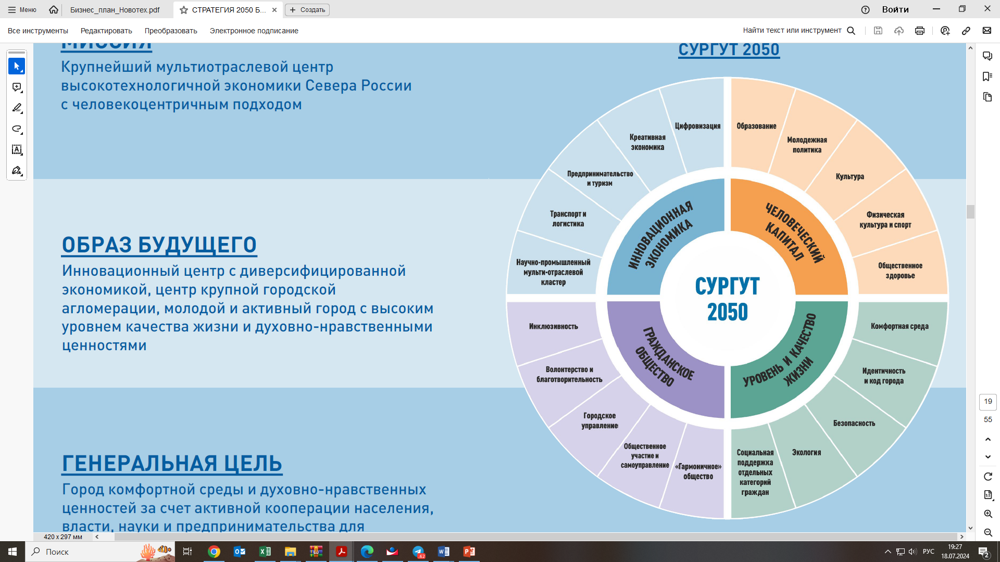 Меню
Бизнес_план_Новотех.pdf
СТРАТЕГИЯ 2050 Б...
Создать
Войти
Все инструменты
Редактировать
Преобразовать
Электронное подписание
Найти текст или инструмент
МИССИЯ
Крупнейший мультиотраслевой центр
высокотехнологичной экономики Севера России
с человекоцентричным подходом
ОБРАЗ БУДУЩЕГО
Инновационный центр с диверсифицированной
экономикой, центр крупной городской
агломерации, молодой и активный город с высоким
уровнем качества жизни и духовно-нравственными
ценностями
ГЕНЕРАЛЬНАЯ ЦЕЛЬ
Город комфортной среды и духовно-нравственных
ценностей за счет активной кооперации населения,
власти, науки и предпринимательства для
СУРГУТ 2050
Цифровизация
Креативная
экономика
Предпринимательство
и туризм
Транспорт и
логистика
Научно-промышленный
мульти-отраслевой
кластер
Образование
Молодежная
политика
Культура
Физическая
культура и спорт
Общественное
здоровье
ИННОВАЦИОННАЯ
ЭКОНОМИКА
ЧЕЛОВЕЧЕСКИЙ
КАПИТАЛ
СУРГУТ
2050
ГРАЖДАНСКОЕ
ОБЩЕСТВО
УРОВЕНЬ И КАЧЕСТВО
ЖИЗНИ
Инклюзивность
Волонтерство и
благотворительность
Городское
управление
Общественное
участие и
самоуправление
«Гармоничное»
общество
Комфортная среда
Идентичность
и код города
Безопасность
Экология
Социальная
поддержка
отдельных
категорий
граждан
19
55
1:1
420 x 297 мм
Поиск
.62
РУС
19:27
18.07.2024
2